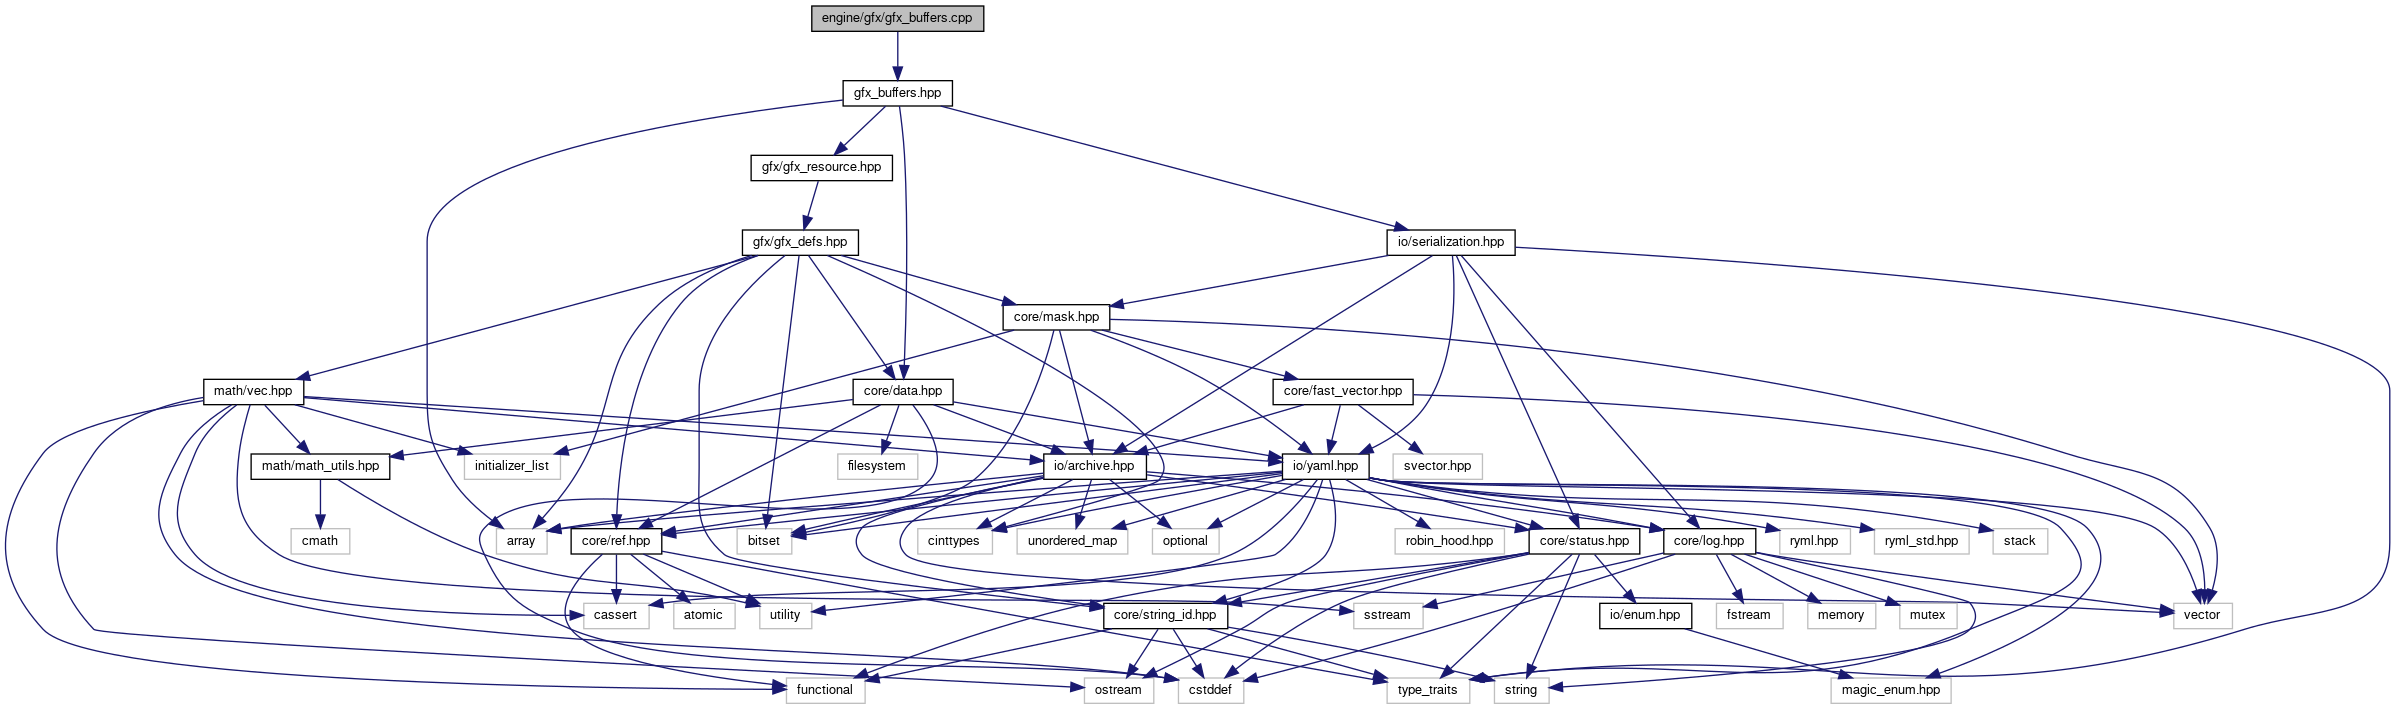 engine/gfx/gfx_buffers.cpp
gfx_buffers.hpp
gfx/gfx_resource.hpp
gfx/gfx_defs.hpp
io/serialization.hpp
core/mask.hpp
math/vec.hpp
core/data.hpp
core/fast_vector.hpp
math/math_utils.hpp
initializer_list
filesystem
io/archive.hpp
io/yaml.hpp
svector.hpp
cmath
array
core/ref.hpp
bitset
cinttypes
unordered_map
optional
robin_hood.hpp
core/status.hpp
core/log.hpp
ryml.hpp
ryml_std.hpp
stack
cassert
atomic
utility
core/string_id.hpp
sstream
io/enum.hpp
fstream
memory
mutex
vector
functional
ostream
cstddef
type_traits
string
magic_enum.hpp